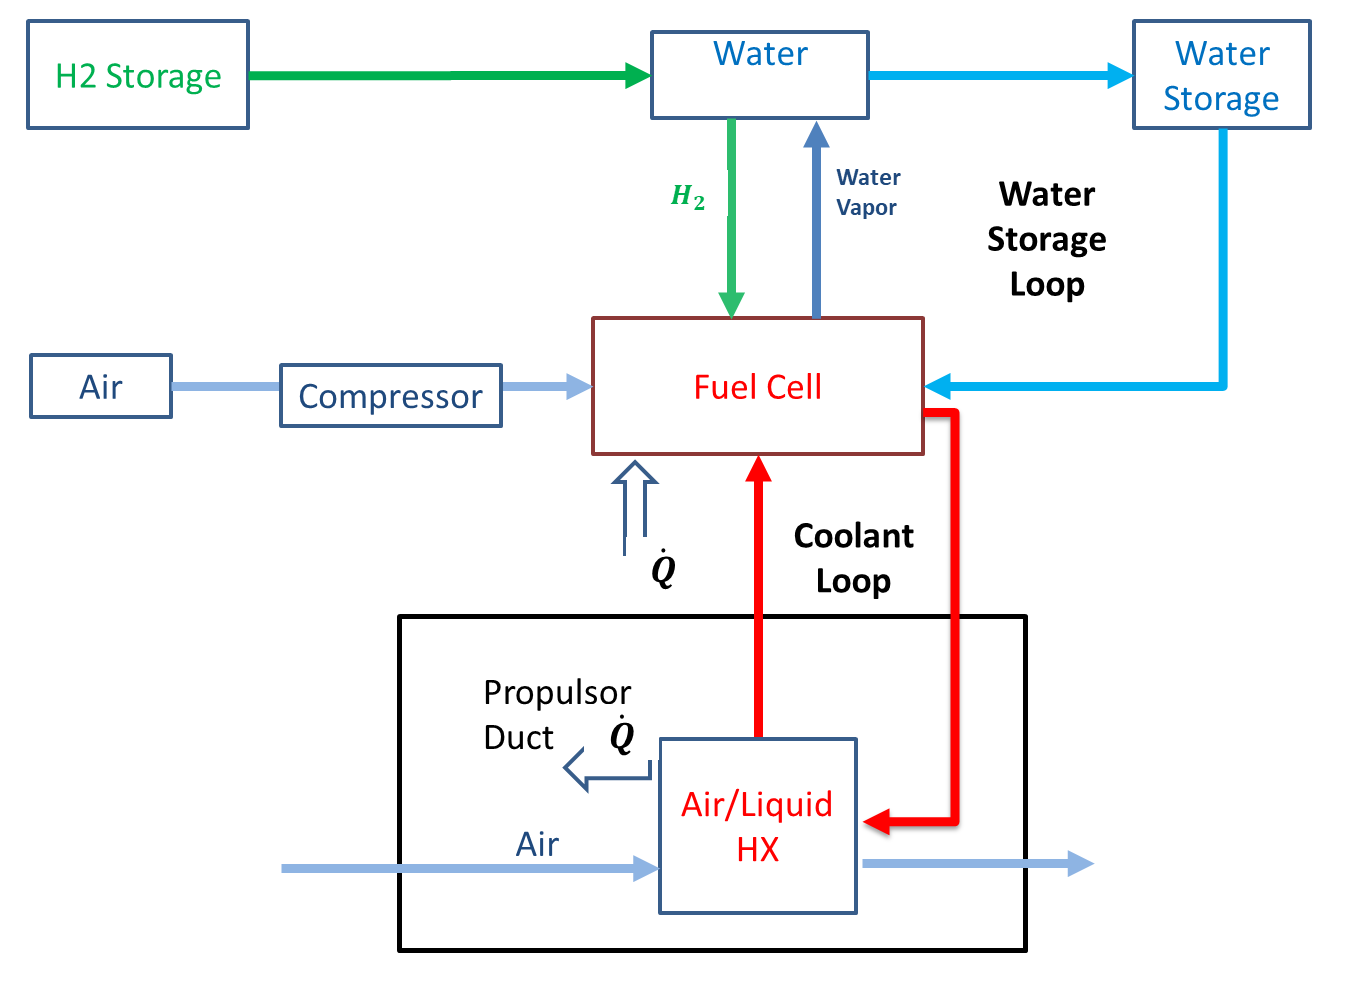 H2 Storage
Water
Water
Storage
H₂
Water
Vapor
Water
Storage
Loop
Air
Compressor
Fuel Cell
Q̇
Coolant
Loop
Propulsor
Duct
Q̇
Air/Liquid
HX
Air